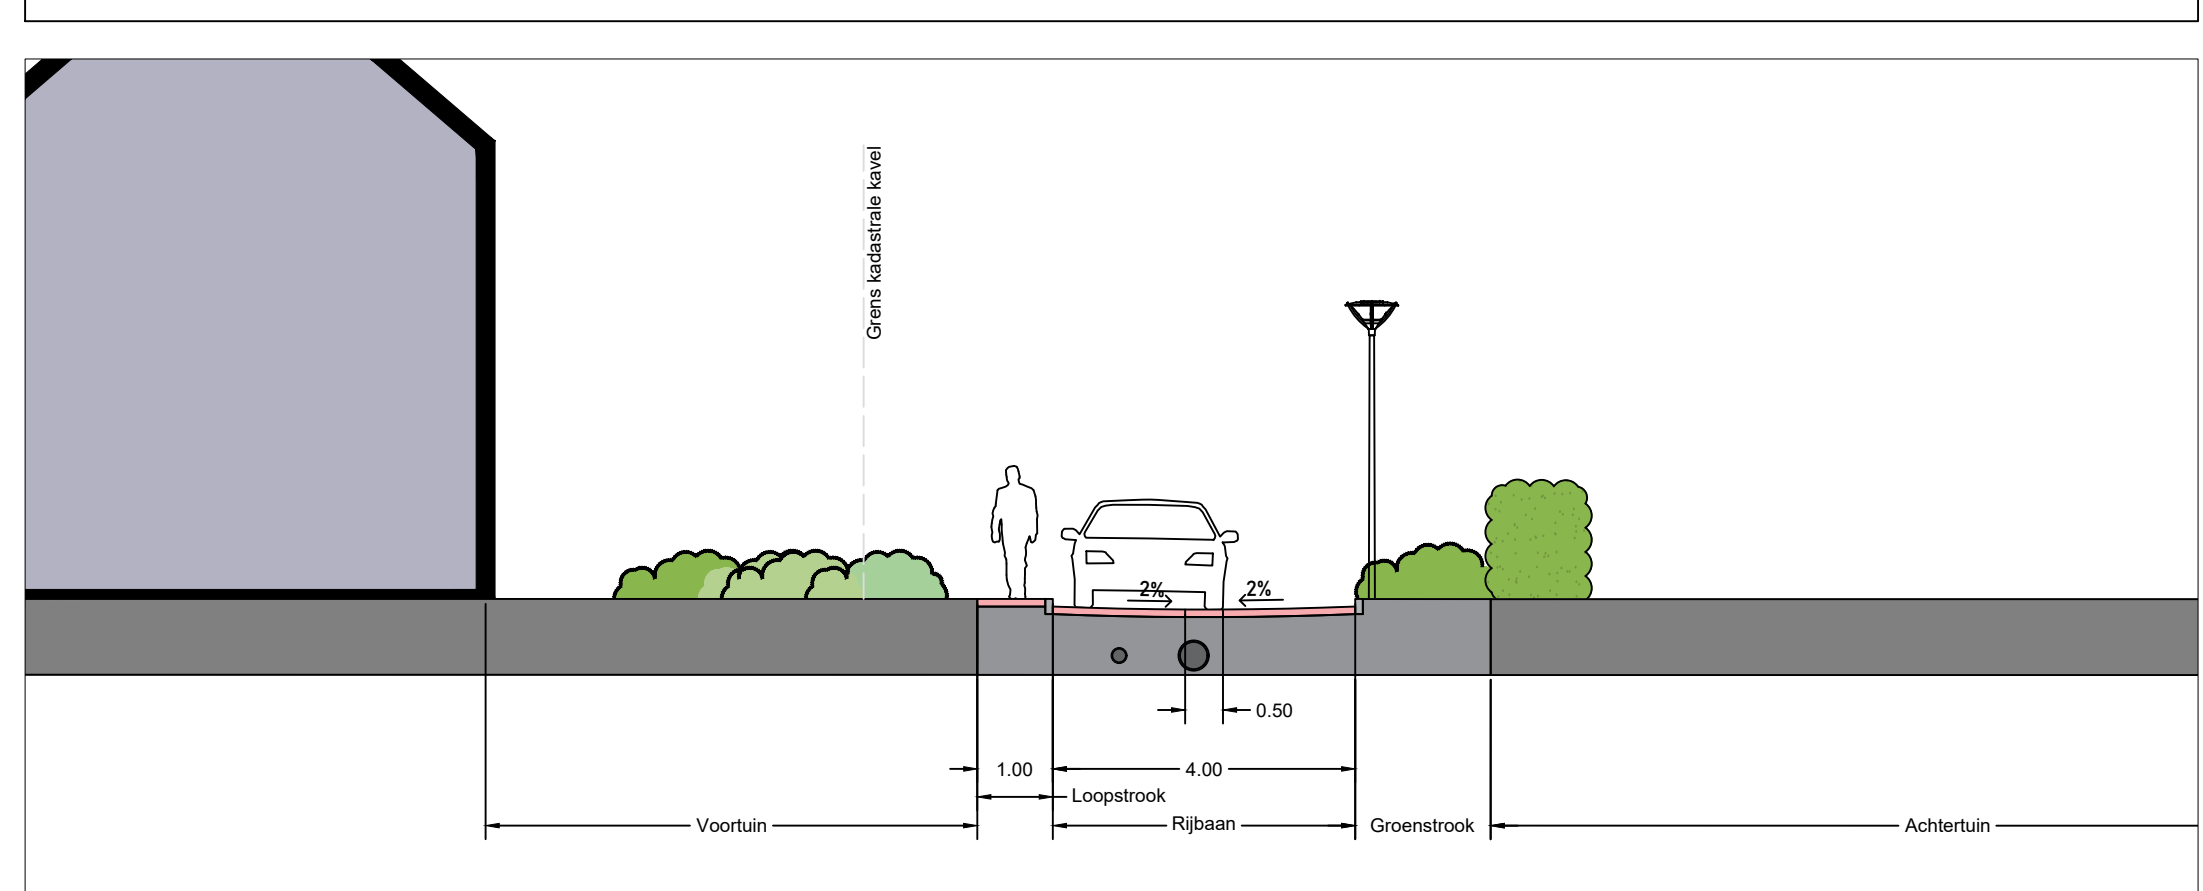 Grens kadastrale kavel
2%
2%
0.50
1.00
4.00
Loopstrook
Voortuin
Rijbaan
Groenstrook
Achtertuin